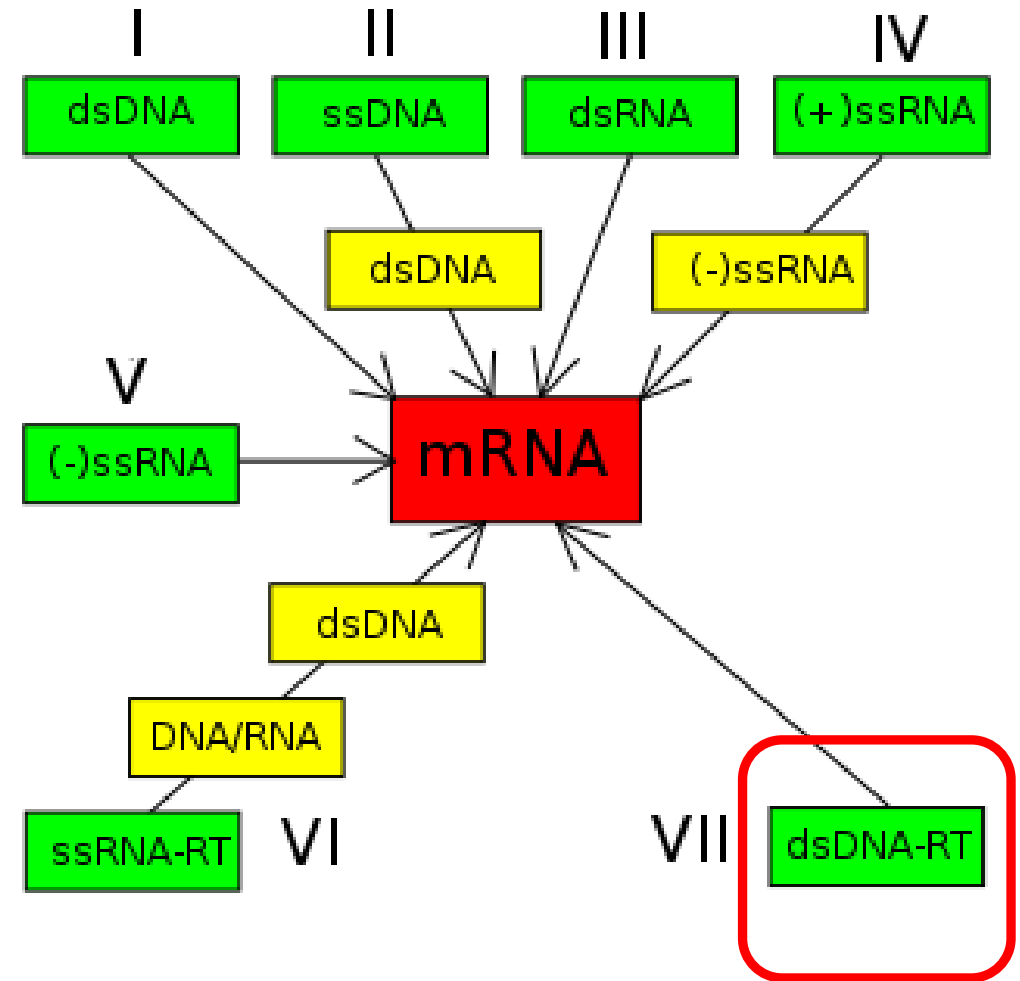 I II III IV
dsDNA ssDNA dsRNA (+)ssRNA
dsDNA (-)ssRNA
V
(-)ssRNA mRNA
dsDNA
DNA/RNA
ssRNA-RT VI VII dsDNA-RT